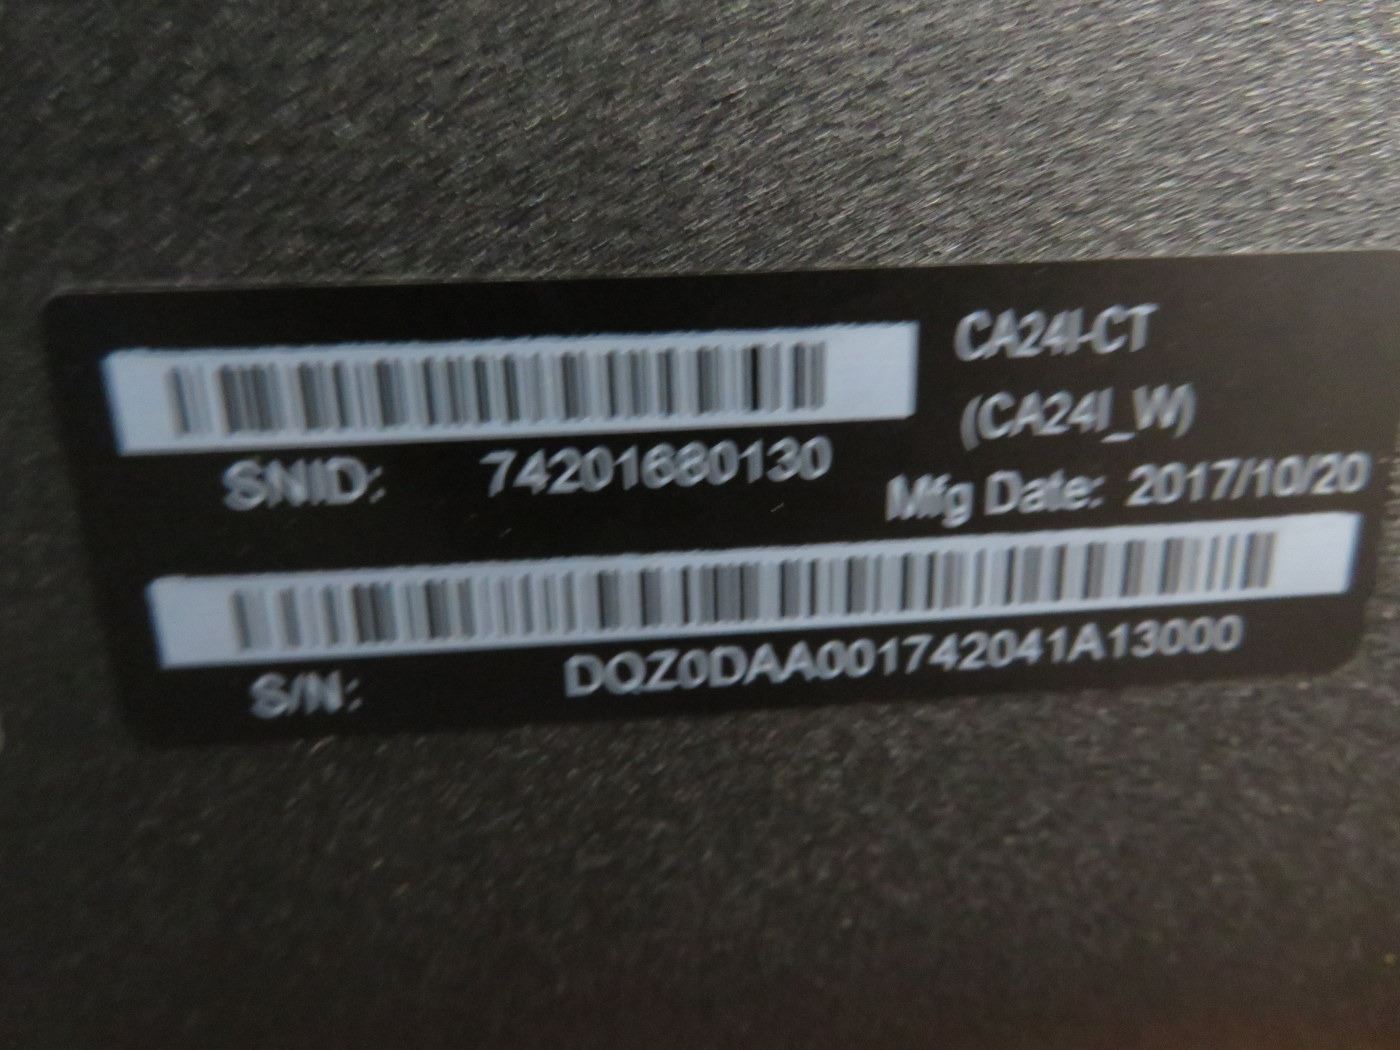 CA24I-CT
(CA24I_W)
SNID: 74201680130
Mfg Date: 2017/10/20
S/N: DQZ0DAA001742041A13000